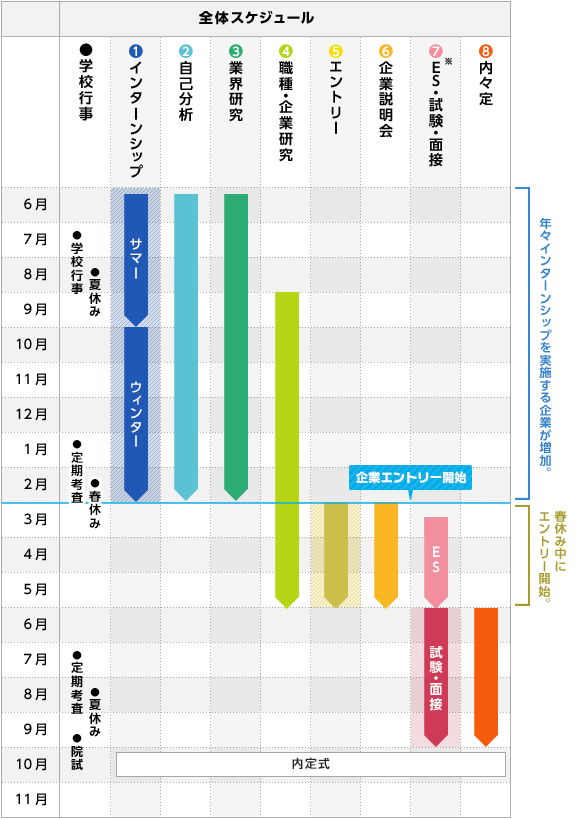 全体スケジュール
●学校行事
1 インターンシップ
2 自己分析
3 業界研究
4 職種・企業研究
5 エントリー
6 企業説明会
7 ES・試験・面接※
8 内々定
6月
7月
8月
9月
10月
11月
12月
1月
2月
3月
4月
5月
6月
7月
8月
9月
10月
11月
●学校行事
●夏休み
●定期考査
●春休み
●定期考査
●夏休み
●院試
サマー
ウィンター
企業エントリー開始
ES
試験・面接
内定式
年々インターンシップを実施する企業が増加。
春休み中に
エントリー開始。